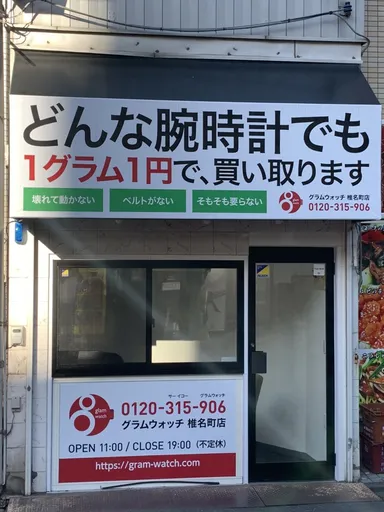 どんな腕時計でも
1グラム1円で、買い取ります
壊れて動かない
ベルトがない
そもそも要らない
グラムウォッチ 椎名町店
0120-315-906
gram
watch
サーイコー グラムウォッチ
0120-315-906
グラムウォッチ 椎名町店
OPEN 11:00 / CLOSE 19:00 (不定休)
https://gram-watch.com